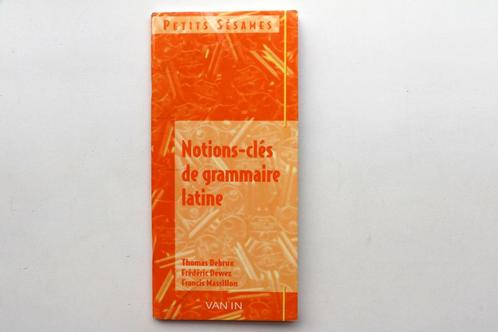 PETITS SÉSAMES
Notions-clés
de grammaire
latine
Thomas Debrux
Frédéric Dewez
Francis Massillon
VAN IN